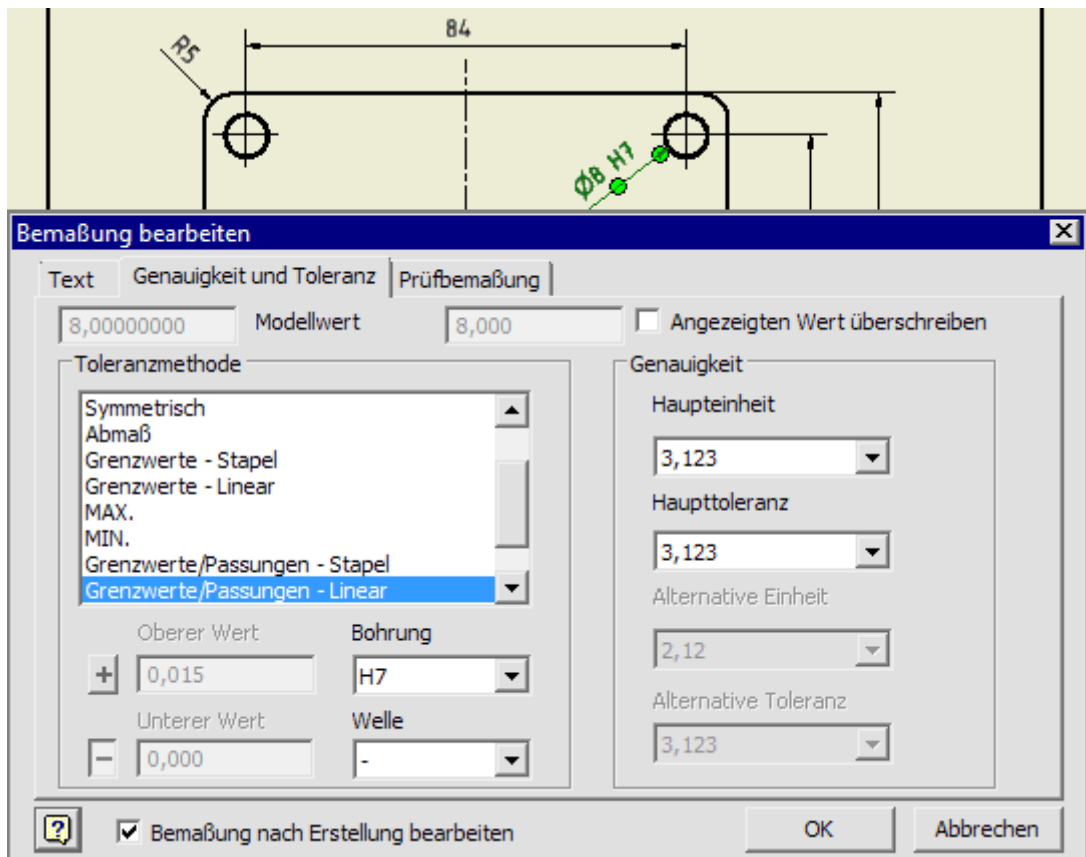 84
R5
Ø8 H7
Bemaßung bearbeiten
Text Genauigkeit und Toleranz Prüfbemaßung
8,00000000 Modellwert 8,000 Angezigten Wert überschreiben
Toleranzmethode
Symmetrisch
Abmaß
Grenzwerte - Stapel
Grenzwerte - Linear
MAX.
MIN.
Grenzwerte/Passungen - Stapel
Grenzwerte/Passungen - Linear
Oberer Wert Bohrung
+ 0,015 H7
Unterer Wert Welle
- 0,000 -
Genauigkeit
Haupteinheit
3,123
Haupttoleranz
3,123
Alternative Einheit
2,12
Alternative Toleranz
3,123
Bemaßung nach Erstellung bearbeiten OK Abbrechen